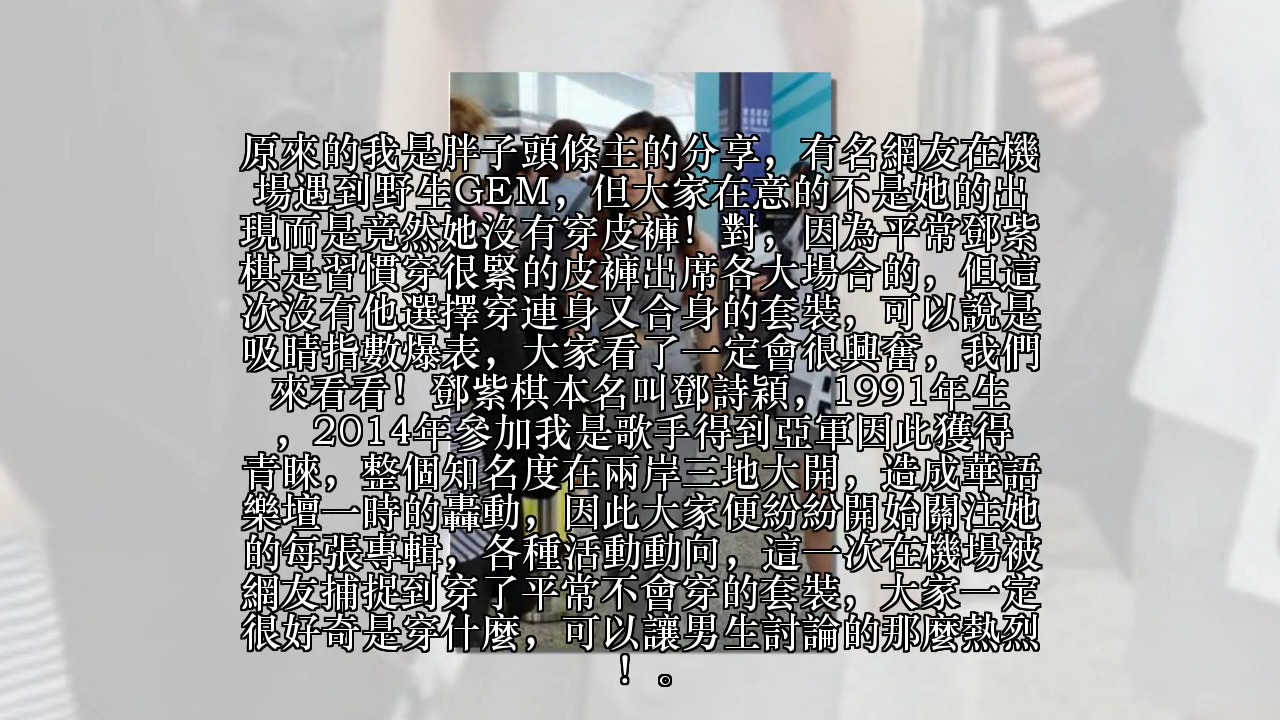 原來的我是胖子頭條主的分享，有名網友在機
場遇到野生GEM，但大家在意的不是她的出
現而是竟然她沒有穿皮褲！對，因為平常鄧紫
棋是習慣穿很緊的皮褲出席各大場合的，但這
次沒有他選擇穿連身又合身的套裝，可以說是
吸睛指數爆表，大家看了一定會很興奮，我們
來看看！鄧紫棋本名叫鄧詩穎，1991年生
，2014年參加我是歌手得到亞軍因此獲得
青睞，整個知名度在兩岸三地大開，造成華語
樂壇一時的轟動，因此大家便紛紛開始關注她
的每張專輯，各種活動動向，這一次在機場被
網友捕捉到穿了平常不會穿的套裝，大家一定
很好奇是穿什麼，可以讓男生討論的那麼熱烈
！。